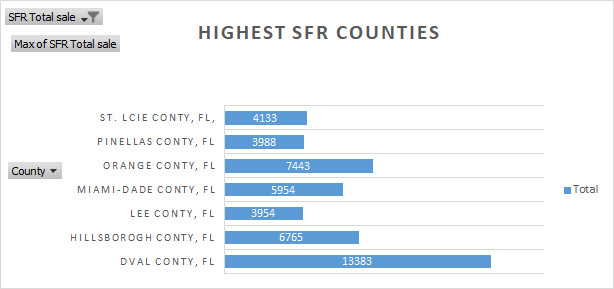 SFR Total sale
Max of SFR Total sale
HIGHEST SFR COUNTIES
ST. LCIE CONTY, FL, 4133
PINELLAS CONTY, FL 3988
ORANGE CONTY, FL 7443
County
MIAMI-DADE CONTY, FL 5954
Total
LEE CONTY, FL 3954
HILLSBOROGH CONTY, FL 6765
DVAL CONTY, FL 13383